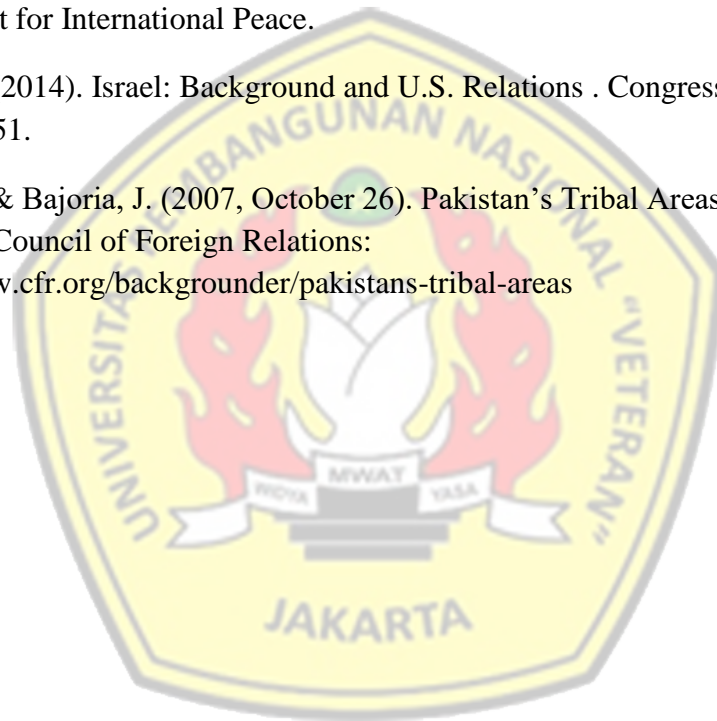 t for International Peace.
2014). Israel: Background and U.S. Relations . Congress
51.
& Bajoria, J. (2007, October 26). Pakistan’s Tribal Areas
Council of Foreign Relations:
w.cfr.org/backgrounder/pakistans-tribal-areas
UNIVERSITAS PEMBANGUNAN NASIONAL "VETERAN"
WIDYA MWAT YASA
JAKARTA